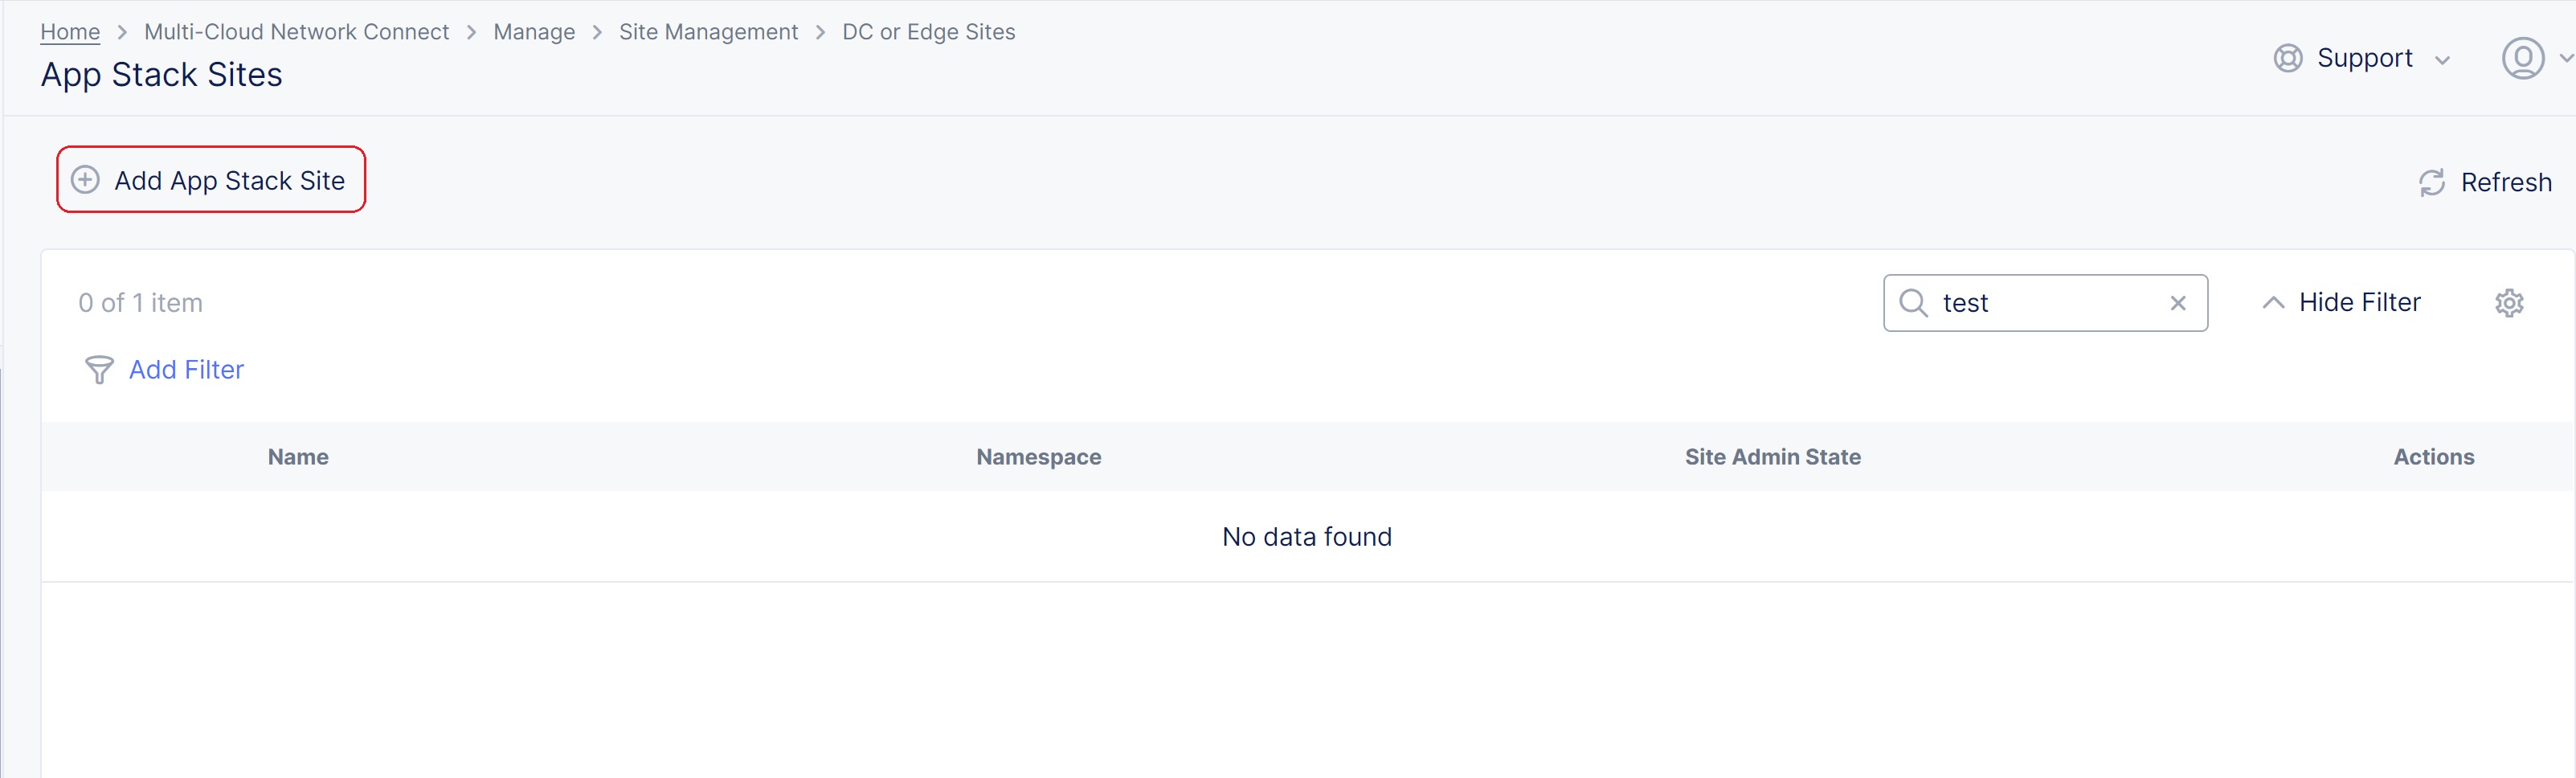 Home > Multi-Cloud Network Connect > Manage > Site Management > DC or Edge Sites
App Stack Sites
Support
Add App Stack Site
Refresh
0 of 1 item
test
Hide Filter
Add Filter
Name Namespace Site Admin State Actions
No data found